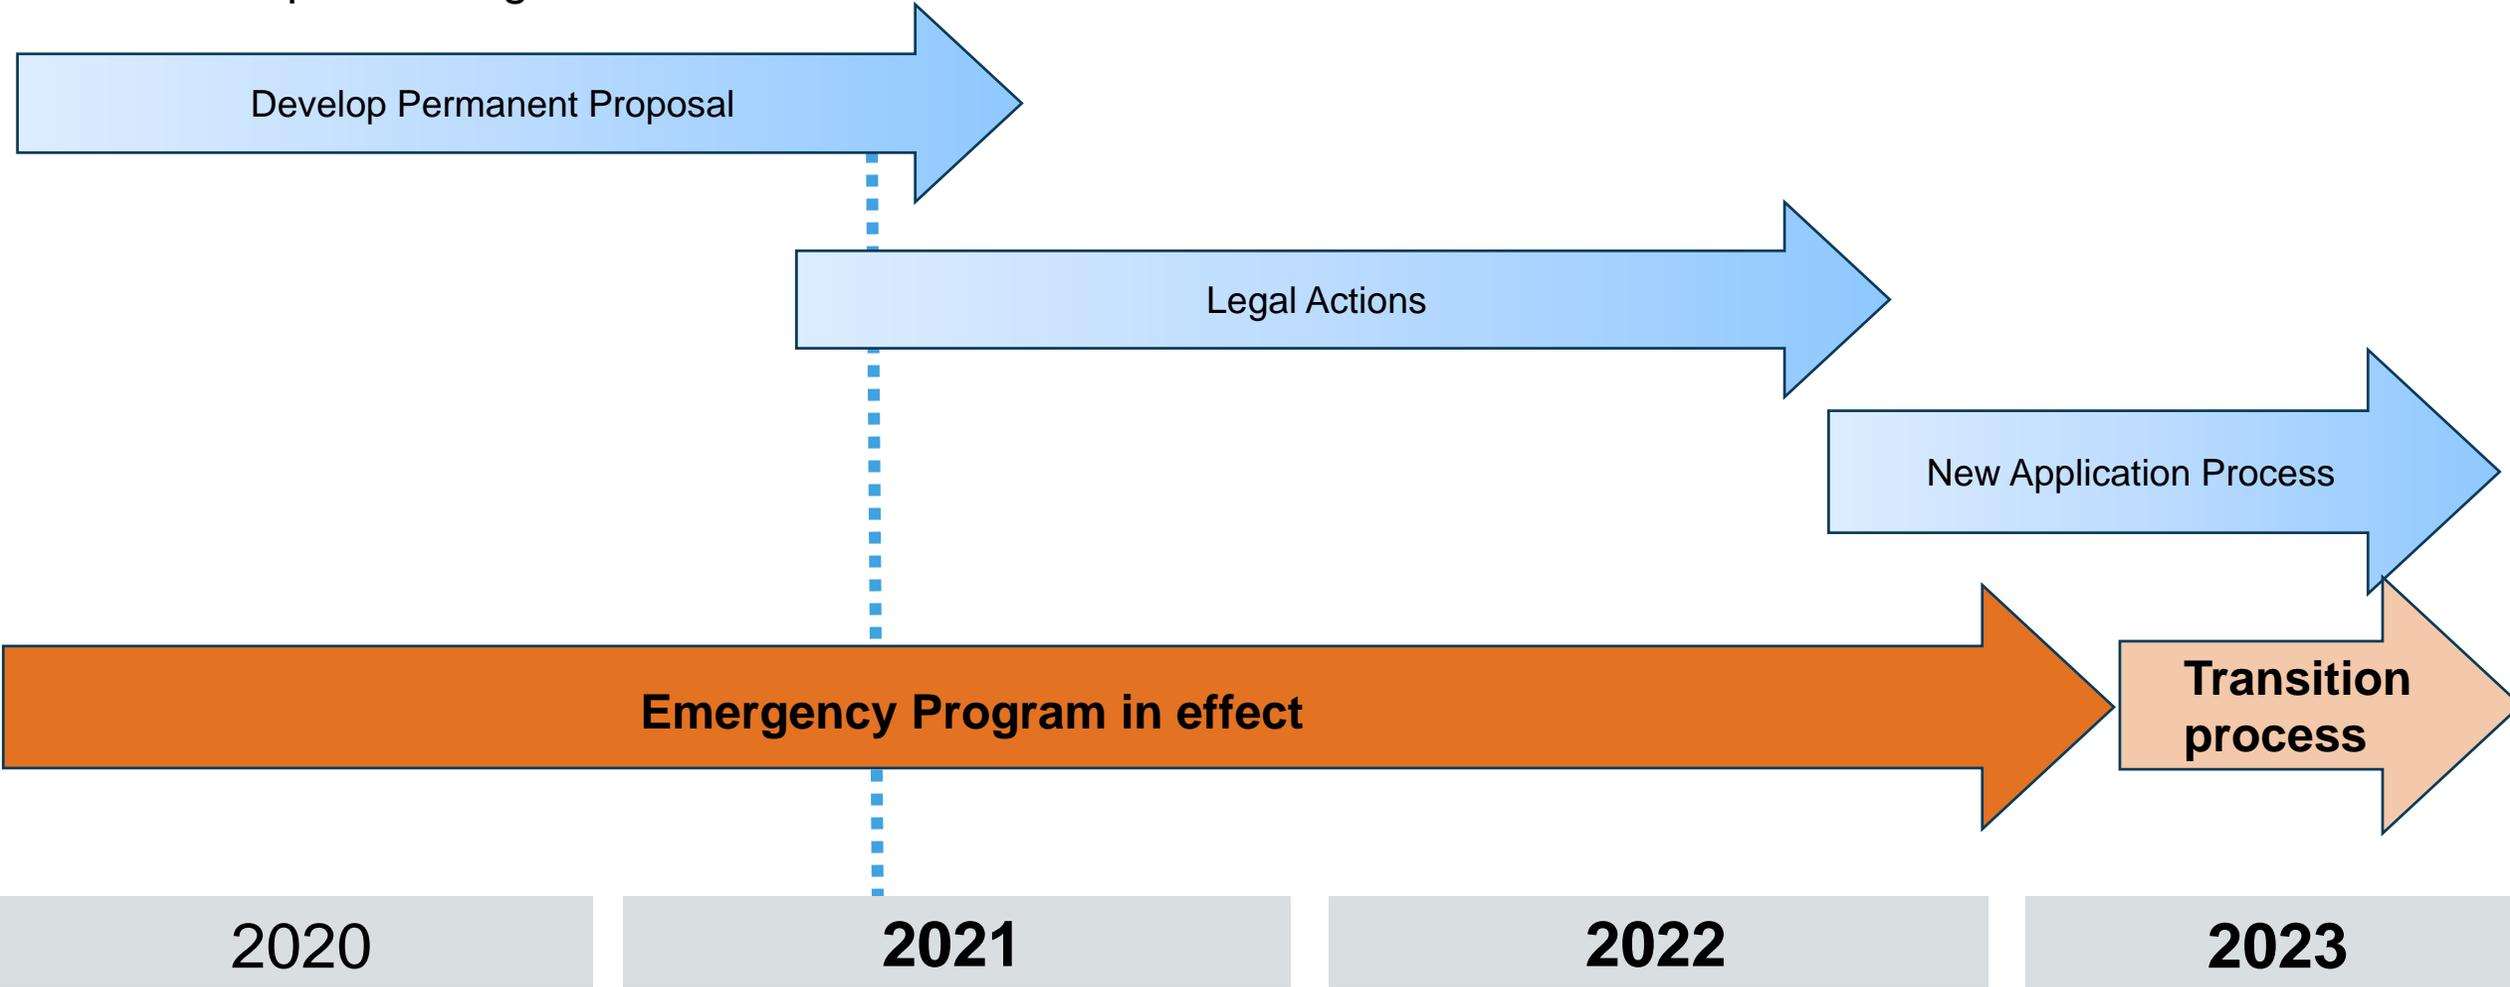 Develop Permanent Proposal
Legal Actions
New Application Process
Emergency Program in effect
Transition
process
2020
2021
2022
2023